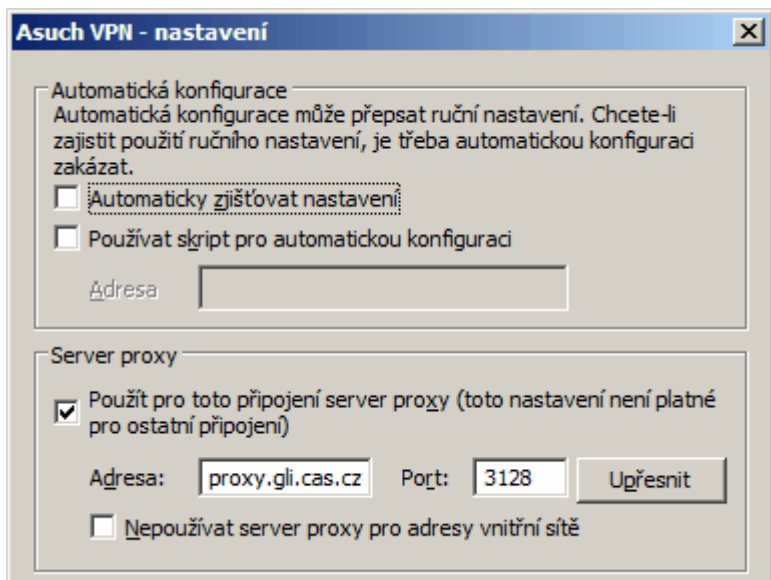 Asuch VPN - nastavení
Automatická konfigurace
Automatická konfigurace může přepsat ruční nastavení. Chcete-li
zajistit použití ručního nastavení, je třeba automatickou konfiguraci
zakázat.
Automaticky zjišťovat nastavení
Používat skript pro automatickou konfiguraci
Adresa
Server proxy
Použít pro toto připojení server proxy (toto nastavení není platné
pro ostatní připojení)
Adresa: proxy.gli.cas.cz Port: 3128 Upřesnit
Nepoužívat server proxy pro adresy vnitřní sítě